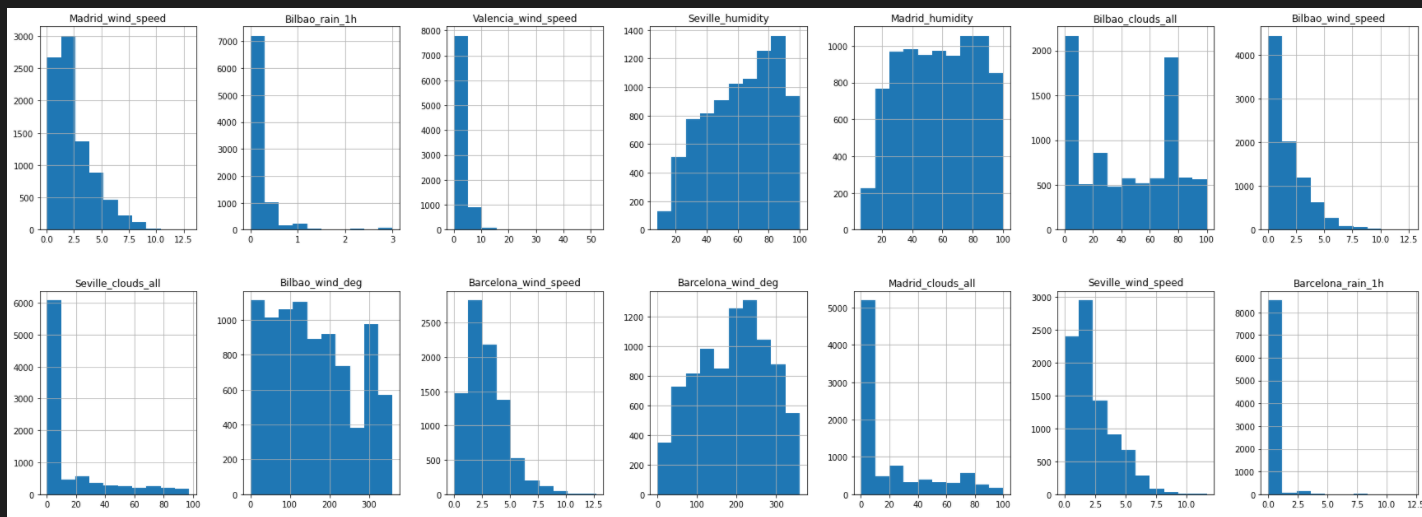 Madrid_wind_speed Bilbao_rain_1h Valencia_wind_speed Seville_humidity Madrid_humidity Bilbao_clouds_all Bilbao_wind_speed
3000 7000 8000 1400 1000 2000 4000
2500 6000 7000 1200 800 1500 3000
2000 5000 6000 1000 600 1000 2000
1500 4000 5000 800 400 500 1000
1000 3000 4000 600 200 0 0
500 2000 3000 400 0
0 1000 2000 200
0 1000 0
0
0.0 2.5 5.0 7.5 10.0 12.5 0 1 2 3 0 10 20 30 40 50 20 40 60 80 100 20 40 60 80 100 0 20 40 60 80 100 0.0 2.5 5.0 7.5 10.0 12.5
Seville_clouds_all Bilbao_wind_deg Barcelona_wind_speed Barcelona_wind_deg Madrid_clouds_all Seville_wind_speed Barcelona_rain_1h
6000 1000 2500 1200 5000 3000 8000
5000 800 2000 1000 4000 2500 7000
4000 600 1500 800 3000 2000 6000
3000 400 1000 600 2000 1500 5000
2000 200 500 400 1000 1000 4000
1000 0 0 200 0 500 3000
0 0 0 2000
1000
0
0 20 40 60 80 100 0 100 200 300 0.0 2.5 5.0 7.5 10.0 12.5 0 100 200 300 0 20 40 60 80 100 0.0 2.5 5.0 7.5 10.0 0.0 2.5 5.0 7.5 10.0 12.5